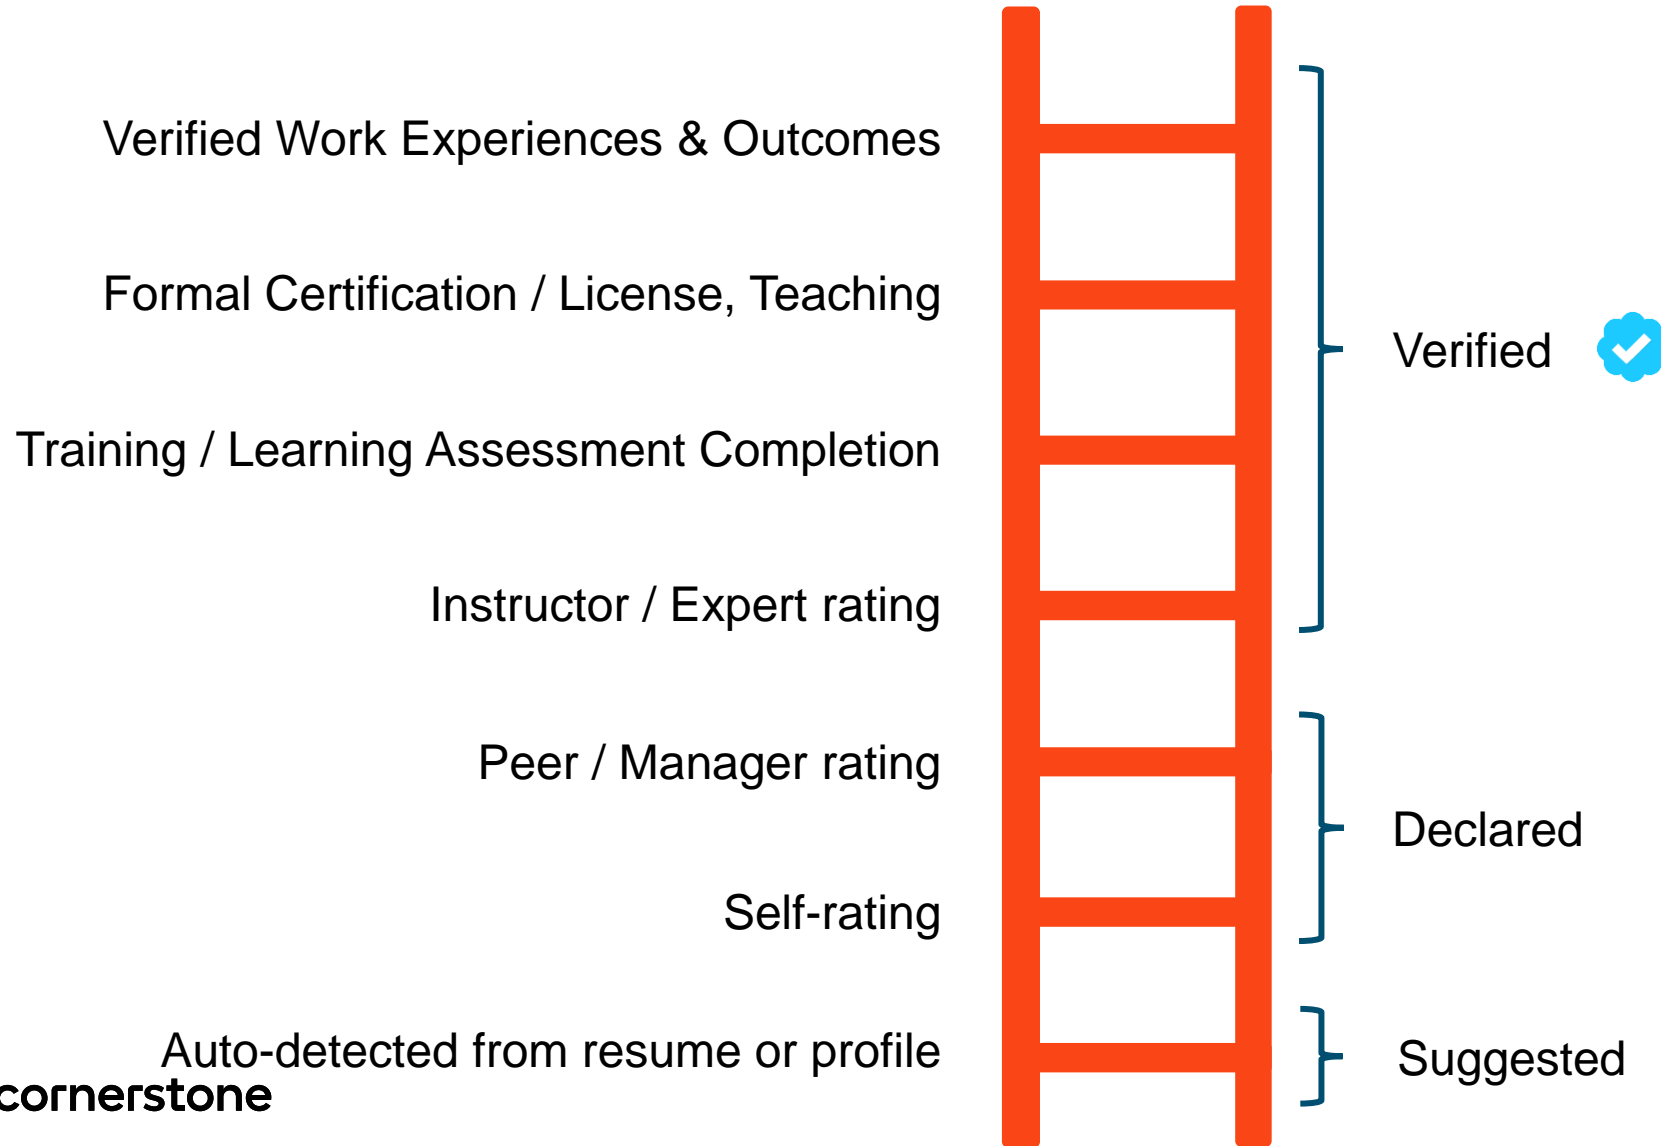 Verified Work Experiences & Outcomes
Formal Certification / License, Teaching
Verified
Training / Learning Assessment Completion
Instructor / Expert rating
Peer / Manager rating
Declared
Self-rating
Auto-detected from resume or profile
Suggested
cornerstone